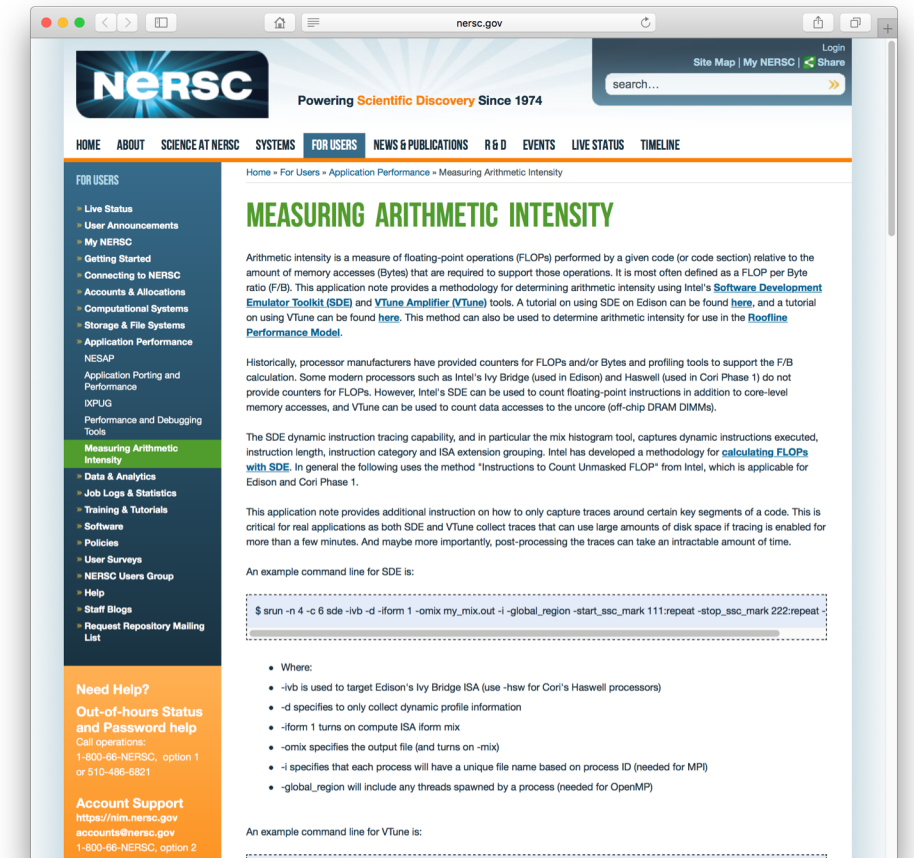 nersc.gov
Login
Site Map | My NERSC | Share
search...
NERSC
Powering Scientific Discovery Since 1974
HOME ABOUT SCIENCE AT NERSC SYSTEMS FOR USERS NEWS & PUBLICATIONS R & D EVENTS LIVE STATUS TIMELINE
FOR USERS
» Live Status
» User Announcements
» My NERSC
» Getting Started
» Connecting to NERSC
» Accounts & Allocations
» Computational Systems
» Storage & File Systems
» Application Performance
NESAP
Application Porting and
Performance
IXPUG
Performance and Debugging
Tools
Measuring Arithmetic
Intensity
» Data & Analytics
» Job Logs & Statistics
» Training & Tutorials
» Software
» Policies
» User Surveys
» NERSC Users Group
» Help
» Staff Blogs
» Request Repository Mailing
List
Need Help?
Out-of-hours Status
and Password help
Call operations:
1-800-66-NERSC, option 1
or 510-486-6821
Account Support
https://nim.nersc.gov
accounts@nersc.gov
1-800-66-NERSC, option 2
Home » For Users » Application Performance » Measuring Arithmetic Intensity
MEASURING ARITHMETIC INTENSITY
Arithmetic intensity is a measure of floating-point operations (FLOPs) performed by a given code (or code section) relative to the
amount of memory accesses (Bytes) that are required to support those operations. It is most often defined as a FLOP per Byte
ratio (F/B). This application note provides a methodology for determining arithmetic intensity using Intel's Software Development
Emulator Toolkit (SDE) and VTune Amplifier (VTune) tools. A tutorial on using SDE on Edison can be found here, and a tutorial
on using VTune can be found here. This method can also be used to determine arithmetic intensity for use in the Roofline
Performance Model.
Historically, processor manufacturers have provided counters for FLOPs and/or Bytes and profiling tools to support the F/B
calculation. Some modern processors such as Intel's Ivy Bridge (used in Edison) and Haswell (used in Cori Phase 1) do not
provide counters for FLOPs. However, Intel's SDE can be used to count floating-point instructions in addition to core-level
memory accesses, and VTune can be used to count data accesses to the uncore (off-chip DRAM DIMMs).
The SDE dynamic instruction tracing capability, and in particular the mix histogram tool, captures dynamic instructions executed,
instruction length, instruction category and ISA extension grouping. Intel has developed a methodology for calculating FLOPs
with SDE. In general the following uses the method "Instructions to Count Unmasked FLOP" from Intel, which is applicable for
Edison and Cori Phase 1.
This application note provides additional instruction on how to only capture traces around certain key segments of a code. This is
critical for real applications as both SDE and VTune collect traces that can use large amounts of disk space if tracing is enabled for
more than a few minutes. And maybe more importantly, post-processing the traces can take an intractable amount of time.
An example command line for SDE is:
$ srun -n 4 -c 6 sde -ivb -d -iform 1 -omix my_mix.out -i -global_region -start_ssc_mark 111:repeat -stop_ssc_mark 222:repeat -
• Where:
• -ivb is used to target Edison's Ivy Bridge ISA (use -hsw for Cori's Haswell processors)
• -d specifies to only collect dynamic profile information
• -iform 1 turns on compute ISA iform mix
• -omix specifies the output file (and turns on -mix)
• -i specifies that each process will have a unique file name based on process ID (needed for MPI)
• -global_region will include any threads spawned by a process (needed for OpenMP)
An example command line for VTune is: